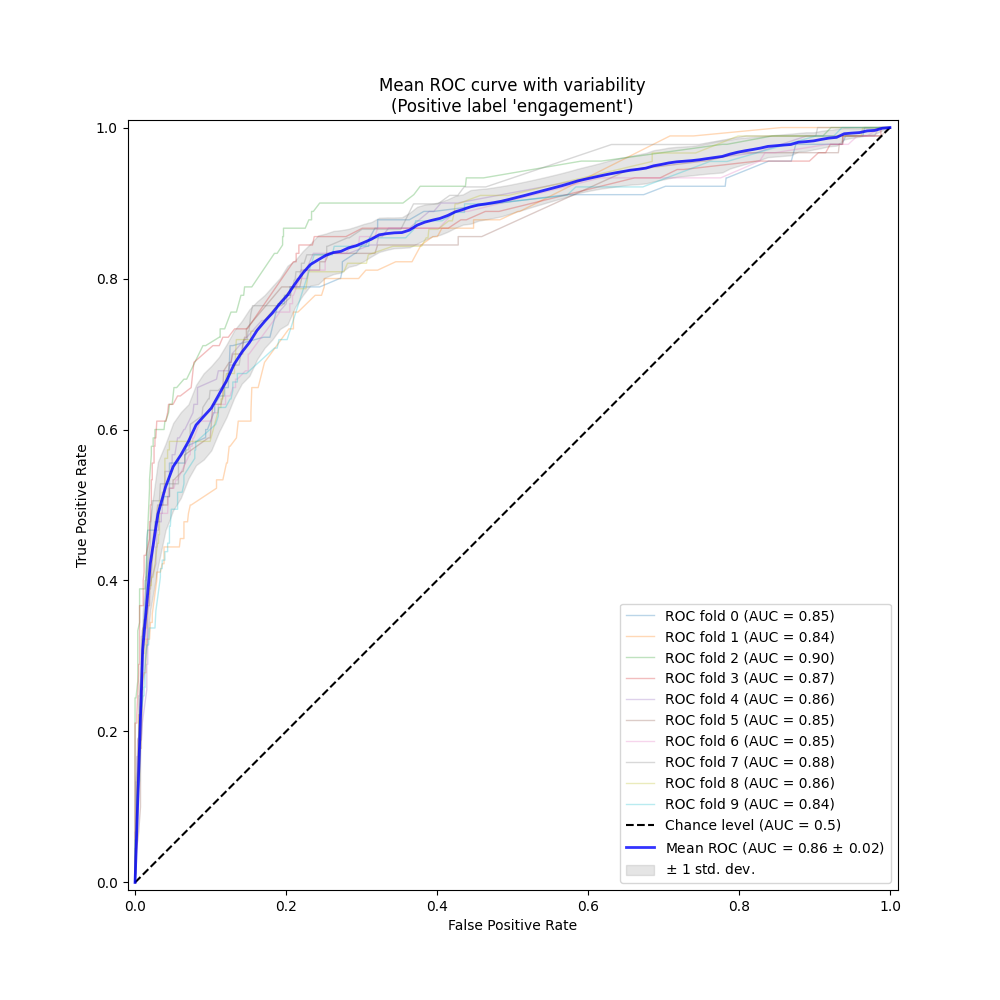 Mean ROC curve with variability
(Positive label 'engagement')
True Positive Rate
1.0
0.8
0.6
0.4
0.2
0.0
0.0
0.2
0.4
0.6
0.8
1.0
False Positive Rate
ROC fold 0 (AUC = 0.85)
ROC fold 1 (AUC = 0.84)
ROC fold 2 (AUC = 0.90)
ROC fold 3 (AUC = 0.87)
ROC fold 4 (AUC = 0.86)
ROC fold 5 (AUC = 0.85)
ROC fold 6 (AUC = 0.85)
ROC fold 7 (AUC = 0.88)
ROC fold 8 (AUC = 0.86)
ROC fold 9 (AUC = 0.84)
Chance level (AUC = 0.5)
Mean ROC (AUC = 0.86 ± 0.02)
± 1 std. dev.